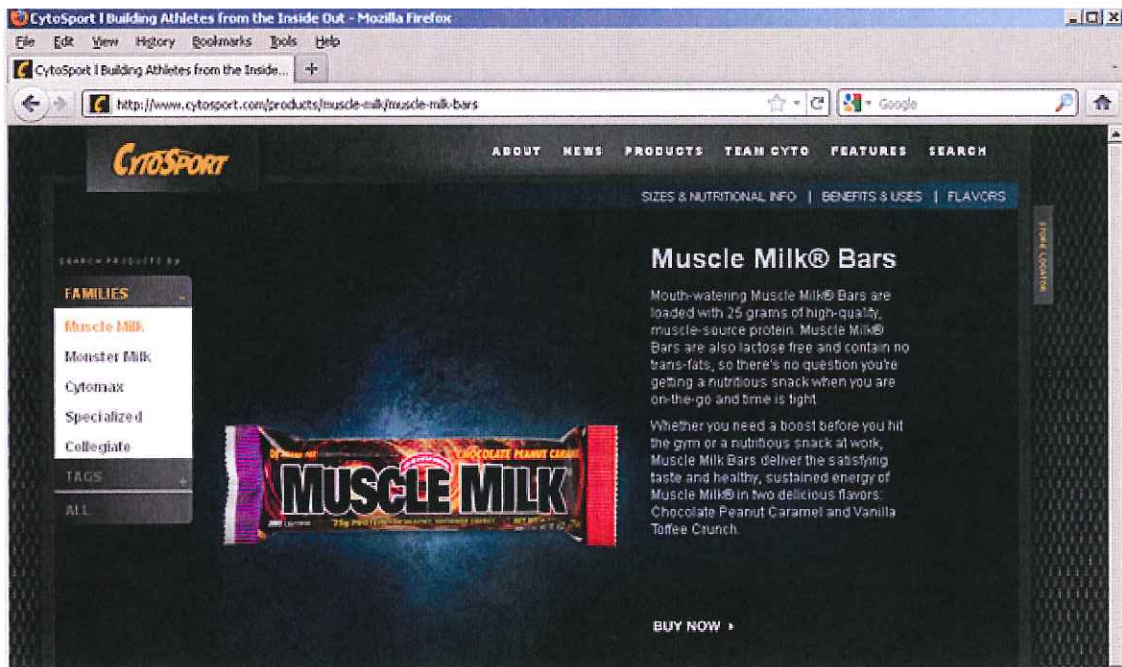 CytoSport l Building Athletes from the Inside Out - Mozilla Firefox
File Edit View History Bookmarks Tools Help
CytoSport l Building Athletes from the Inside...
http://www.cytosport.com/products/muscle-milk/muscle-milk-bars
Google
CYTOSPORT
ABOUT NEWS PRODUCTS TEAM CYTO FEATURES SEARCH
SIZES & NUTRITIONAL INFO | BENEFITS & USES | FLAVORS
STORE LOCATOR
SEARCH PRODUCTS BY
FAMILIES
Muscle Milk
Monster Milk
Cytomax
Specialized
Collegiate
TAGS
ALL
CHOCOLATE PEANUT CARAMEL
MUSCLE MILK
25g PROTEIN
Muscle Milk® Bars
Mouth-watering Muscle Milk® Bars are
loaded with 25 grams of high-quality,
muscle-source protein. Muscle Milk®
Bars are also lactose free and contain no
trans-fats, so there's no question you're
getting a nutritious snack when you are
on-the-go and time is tight.
Whether you need a boost before you hit
the gym or a nutritious snack at work,
Muscle Milk Bars deliver the satisfying
taste and healthy, sustained energy of
Muscle Milk® in two delicious flavors:
Chocolate Peanut Caramel and Vanilla
Toffee Crunch.
BUY NOW